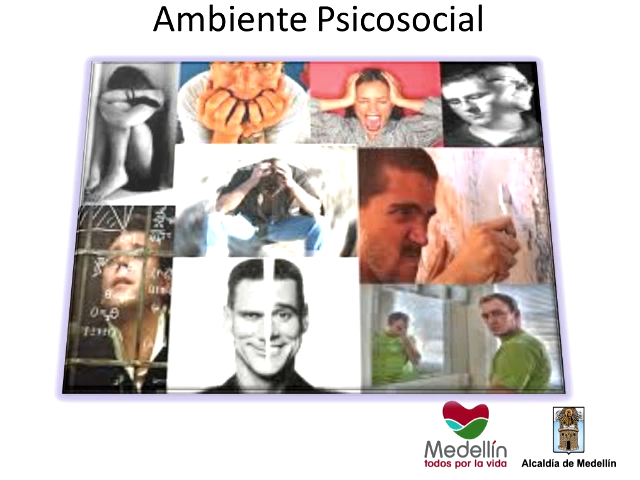 Ambiente Psicosocial
Medellín
todos por la vida
Alcaldía de Medellín